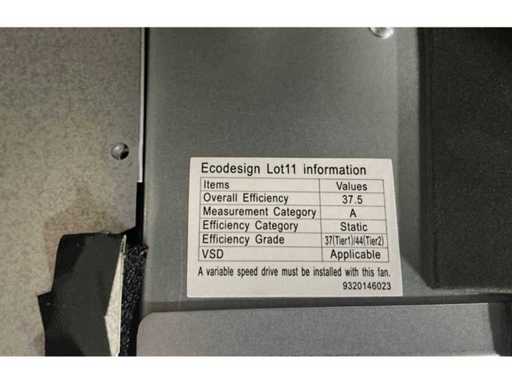 Ecodesign Lot11 information
Items Values
Overall Efficiency 37.5
Measurement Category A
Efficiency Category Static
Efficiency Grade 37(Tier1)/44(Tier2)
VSD Applicable
A variable speed drive must be installed with this fan.
9320146023